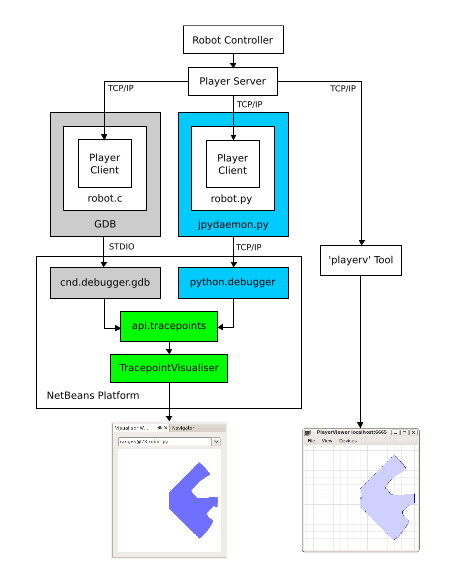 Robot Controller
Player Server
TCP/IP
TCP/IP
TCP/IP
Player
Client
robot.c
GDB
Player
Client
robot.py
jpydaemon.py
STDIO
TCP/IP
'playerv' Tool
cnd.debugger.gdb
python.debugger
api.tracepoints
TracepointVisualiser
NetBeans Platform
Visualiser W...
Navigator
PlayerViewer localhost:6665
File View Devices